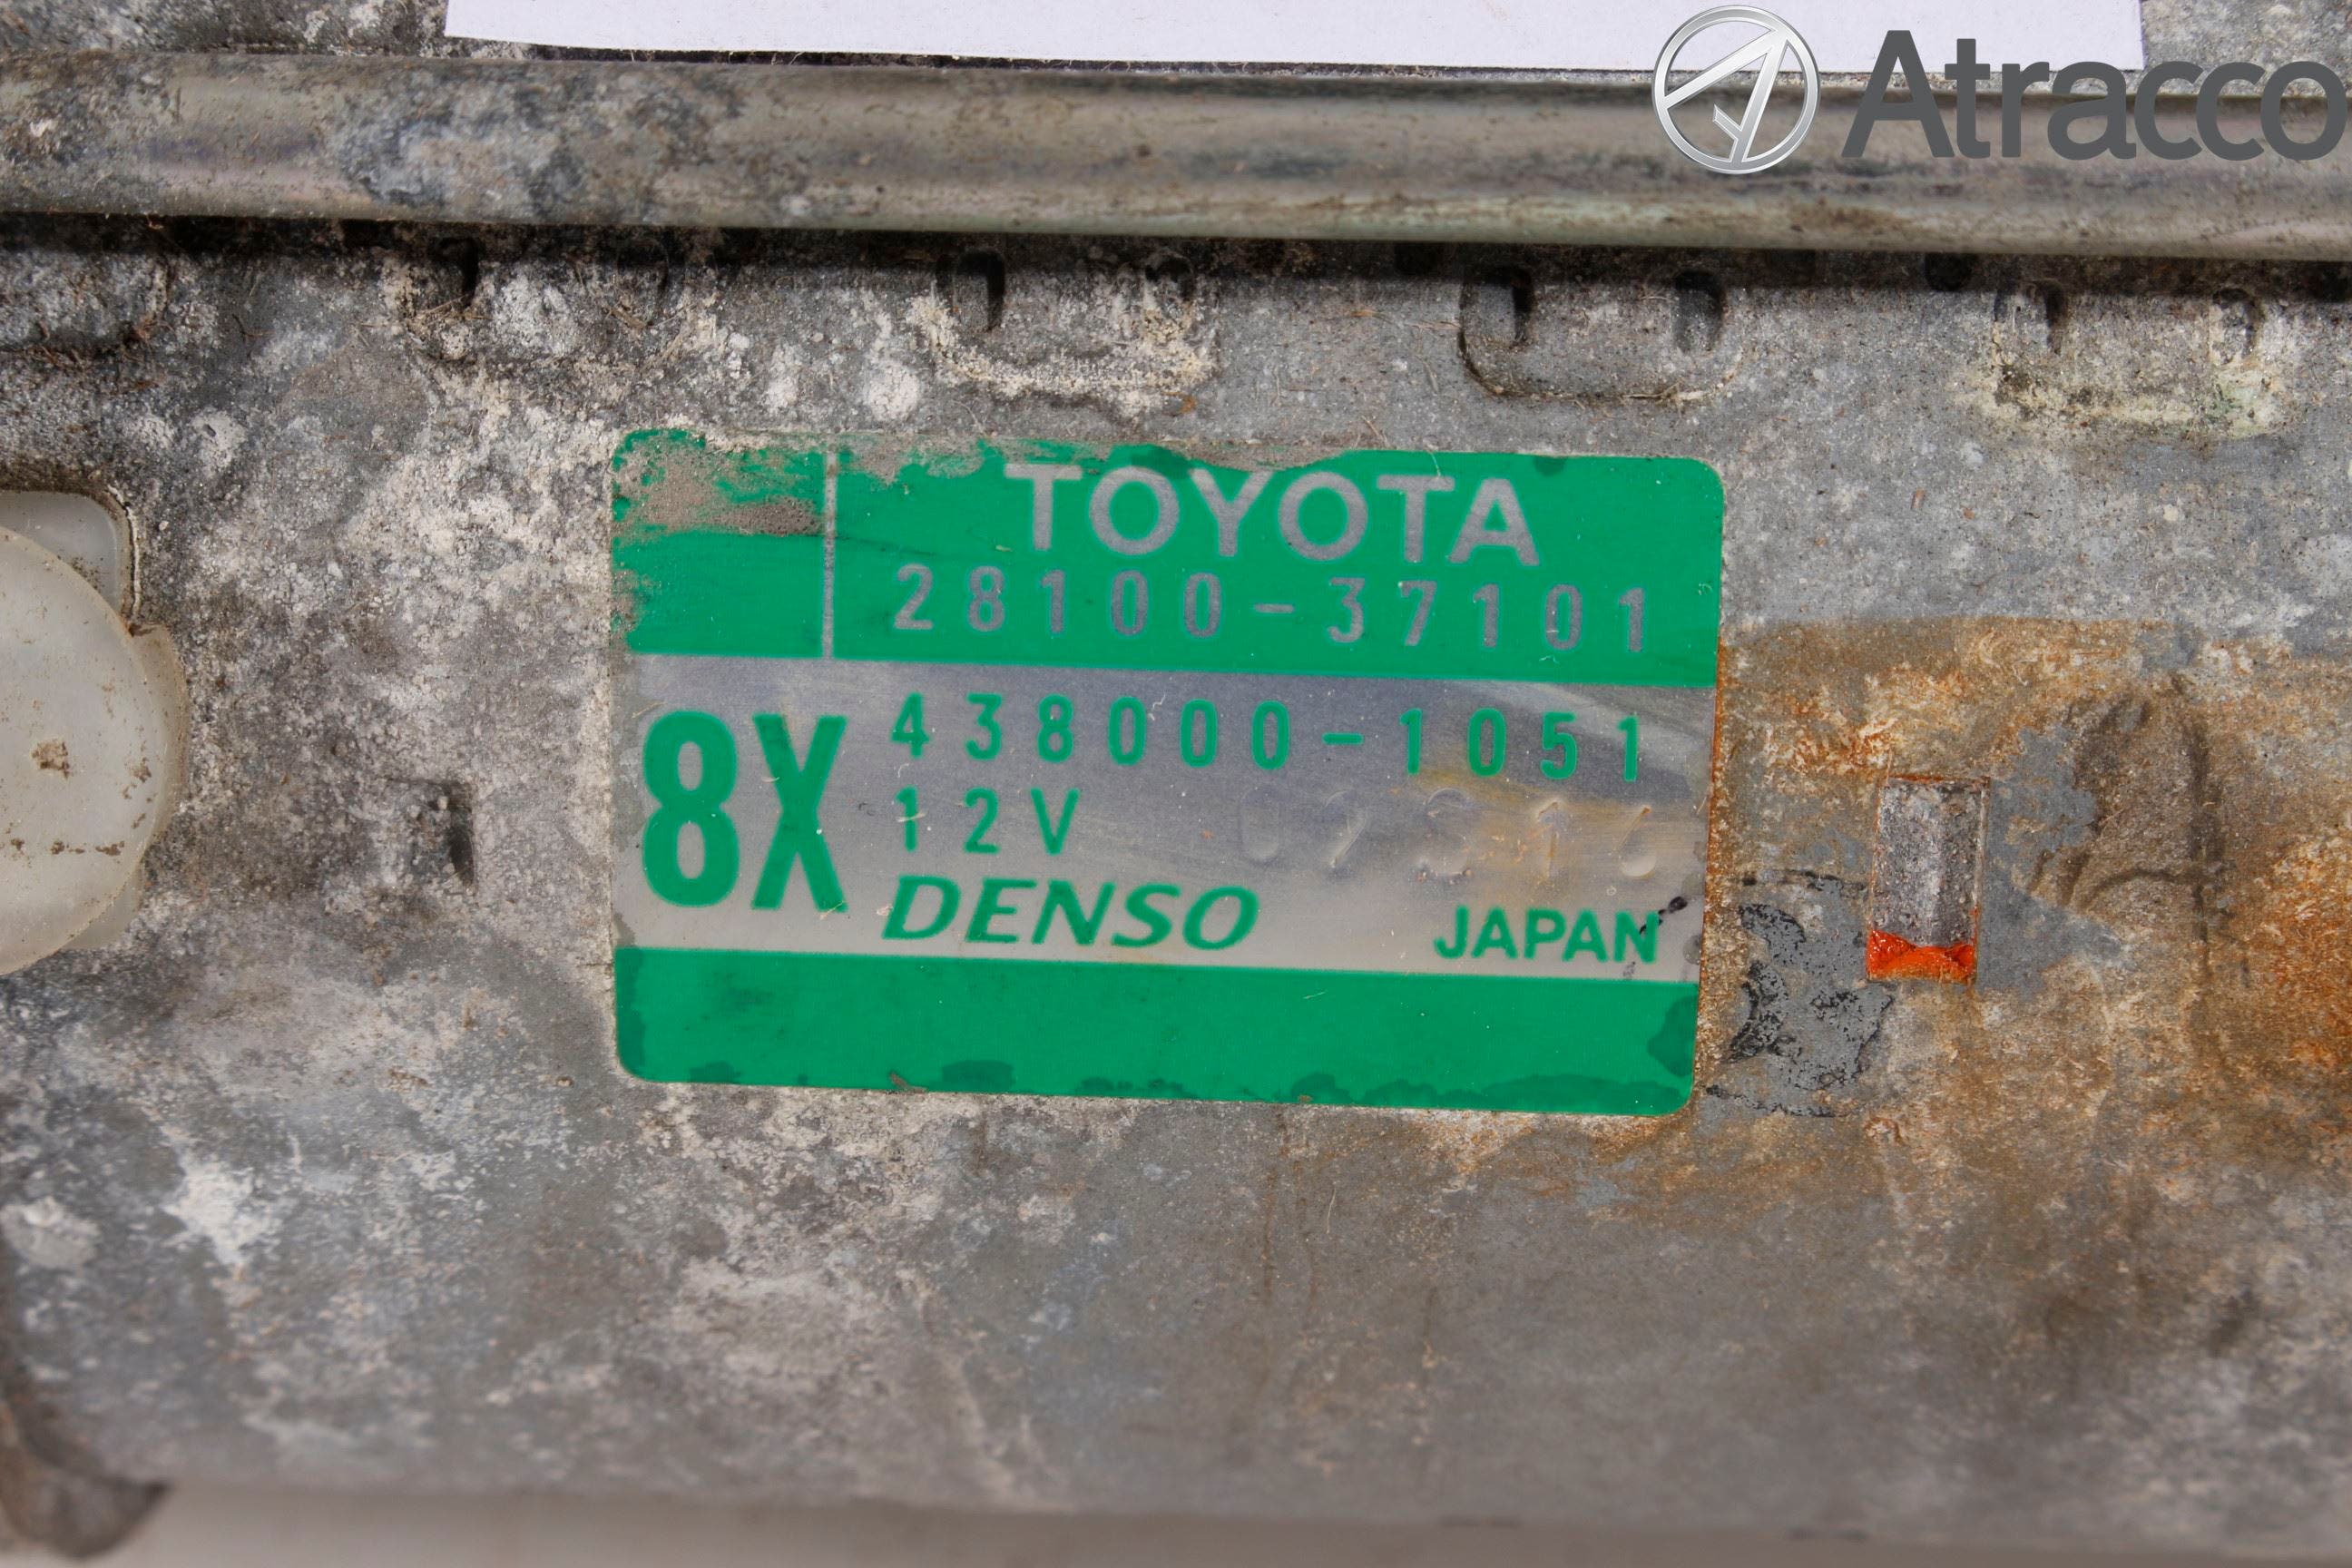 Atracco
TOYOTA
28100-37101
8X
438000-1051
12V
DENSO JAPAN